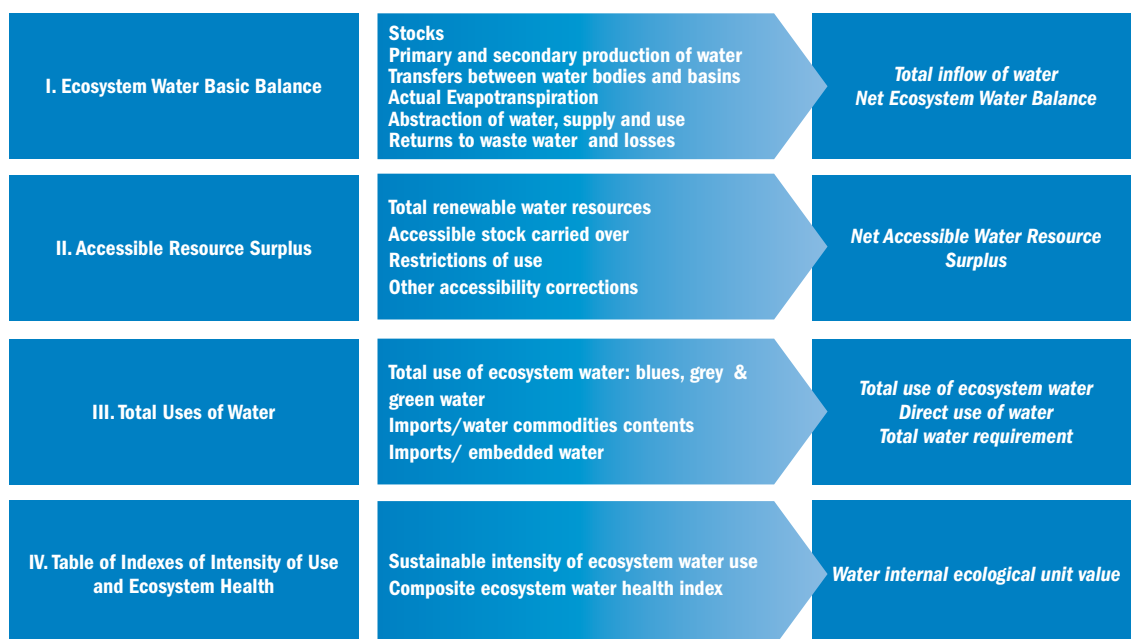 I. Ecosystem Water Basic Balance
Stocks
Primary and secondary production of water
Transfers between water bodies and basins
Actual Evapotranspiration
Abstraction of water, supply and use
Returns to waste water and losses
Total inflow of water
Net Ecosystem Water Balance
II. Accessible Resource Surplus
Total renewable water resources
Accessible stock carried over
Restrictions of use
Other accessibility corrections
Net Accessible Water Resource
Surplus
III. Total Uses of Water
Total use of ecosystem water: blues, grey &
green water
Imports/water commodities contents
Imports/ embedded water
Total use of ecosystem water
Direct use of water
Total water requirement
IV. Table of Indexes of Intensity of Use
and Ecosystem Health
Sustainable intensity of ecosystem water use
Composite ecosystem water health index
Water internal ecological unit value